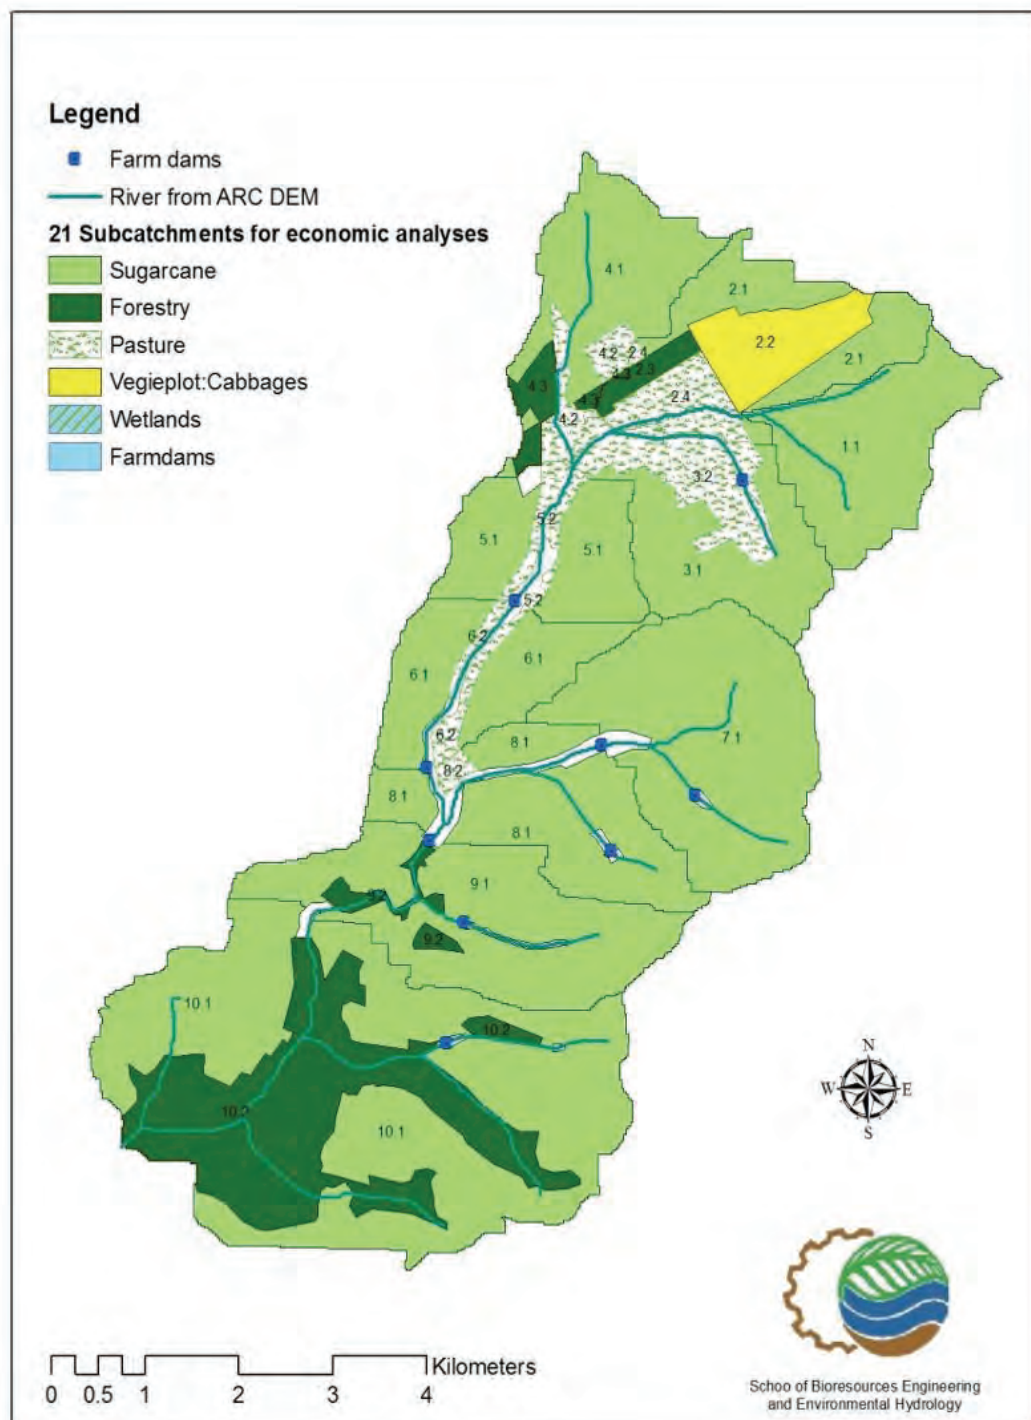 Legend
Farm dams
River from ARC DEM
21 Subcatchments for economic analyses
Sugarcane
Forestry
Pasture
Vegieplot:Cabbages
Wetlands
Farmdams
4.1
2.1
2.2
4.2 2.4
4.3 2.3
2.1
4.3
4.3
2.4
4.2
1.1
3.2
5.2
5.1
5.1
3.1
5.2
6.2
6.1
6.1
6.2
8.1
7.1
8.2
8.1
8.1
9.1
9.2
9.2
10.1
10.2
10.2
10.1
N
W E
S
Kilometers
0 0.5 1 2 3 4
Schoo of Bioresources Engineering
and Environmental Hydrology